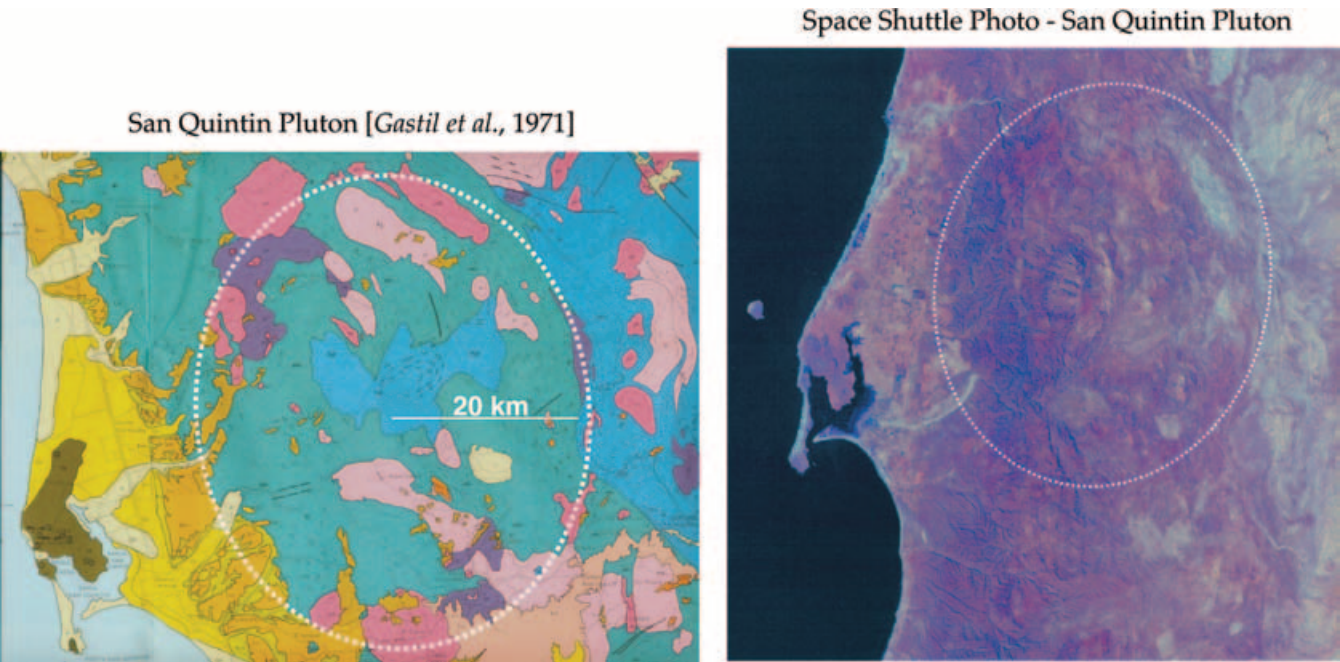 San Quintin Pluton [Gastil et al., 1971]
Space Shuttle Photo - San Quintin Pluton
20 km